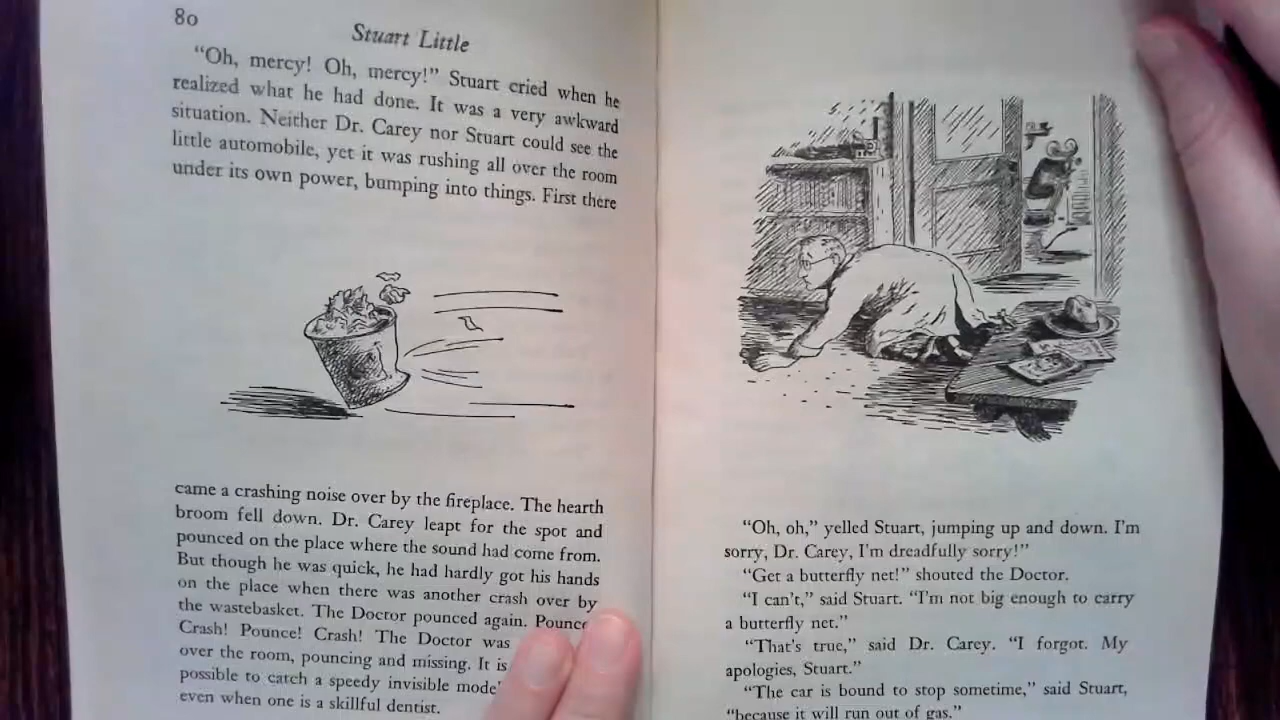 80
Stuart Little
“Oh, mercy! Oh, mercy!” Stuart cried when he
realized what he had done. It was a very awkward
situation. Neither Dr. Carey nor Stuart could see the
little automobile, yet it was rushing all over the room
under its own power, bumping into things. First there
came a crashing noise over by the fireplace. The hearth
broom fell down. Dr. Carey leapt for the spot and
pounced on the place where the sound had come from.
But though he was quick, he had hardly got his hands
on the place when there was another crash over by
the wastebasket. The Doctor pounced again. Pounce
Crash! Pounce! Crash! The Doctor was
over the room, pouncing and missing. It is
possible to catch a speedy invisible
even when one is a skillful dentist.
“Oh, oh,” yelled Stuart, jumping up and down. I'm
sorry, Dr. Carey, I'm dreadfully sorry!”
“Get a butterfly net!” shouted the Doctor.
“I can't,” said Stuart. “I'm not big enough to carry
a butterfly net.”
“That's true,” said Dr. Carey. “I forgot. My
apologies, Stuart.”
“The car is bound to stop sometime,” said Stuart,
“because it will run out of gas.”